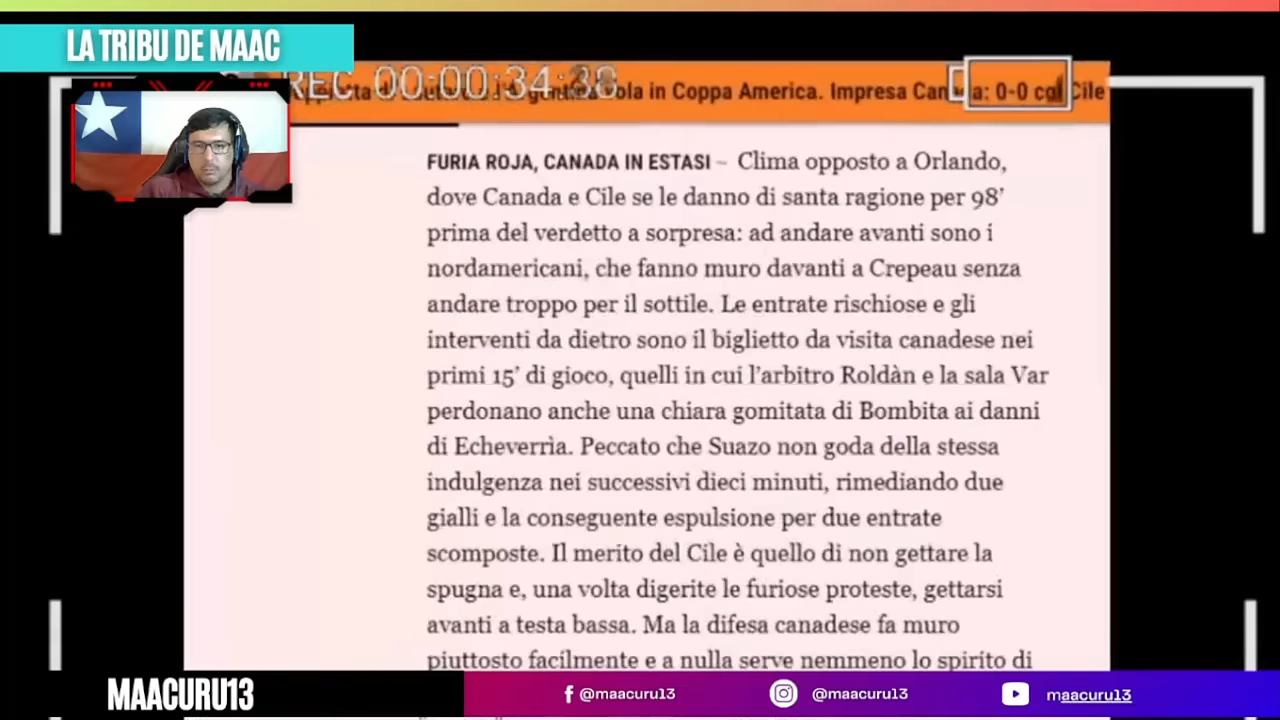 LA TRIBU DE MAAC
REC 00:00:34:38
ola in Coppa America. Impresa Can a: 0-0 col Cile
FURIA ROJA, CANADA IN ESTASI – Clima opposto a Orlando,
dove Canada e Cile se le danno di santa ragione per 98’
prima del verdetto a sorpresa: ad andare avanti sono i
nordamericani, che fanno muro davanti a Crepeau senza
andare troppo per il sottile. Le entrate rischiose e gli
interventi da dietro sono il biglietto da visita canadese nei
primi 15’ di gioco, quelli in cui l’arbitro Roldàn e la sala Var
perdonano anche una chiara gomitata di Bombita ai danni
di Echeverrìa. Peccato che Suazo non goda della stessa
indulgenza nei successivi dieci minuti, rimediando due
gialli e la conseguente espulsione per due entrate
scomposte. Il merito del Cile è quello di non gettare la
spugna e, una volta digerite le furiose proteste, gettarsi
avanti a testa bassa. Ma la difesa canadese fa muro
piuttosto facilmente e a nulla serve nemmeno lo spirito di
MAACURU13
@maacuru13
@maacuru13
maacuru13